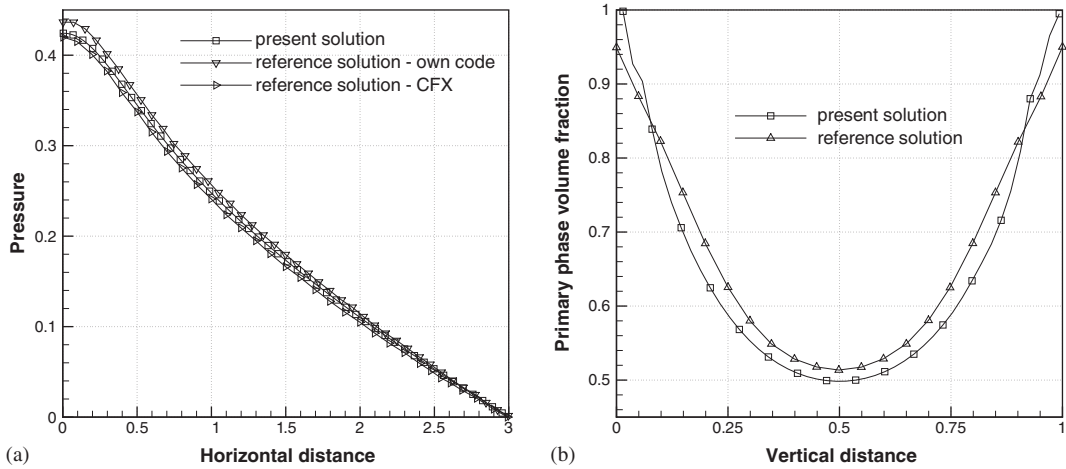 present solution
reference solution - own code
reference solution - CFX
Pressure
0.4
0.3
0.2
0.1
0
0 0.5 1 1.5 2 2.5 3
(a) Horizontal distance
present solution
reference solution
Primary phase volume fraction
1
0.9
0.8
0.7
0.6
0.5
0 0.25 0.5 0.75 1
(b) Vertical distance